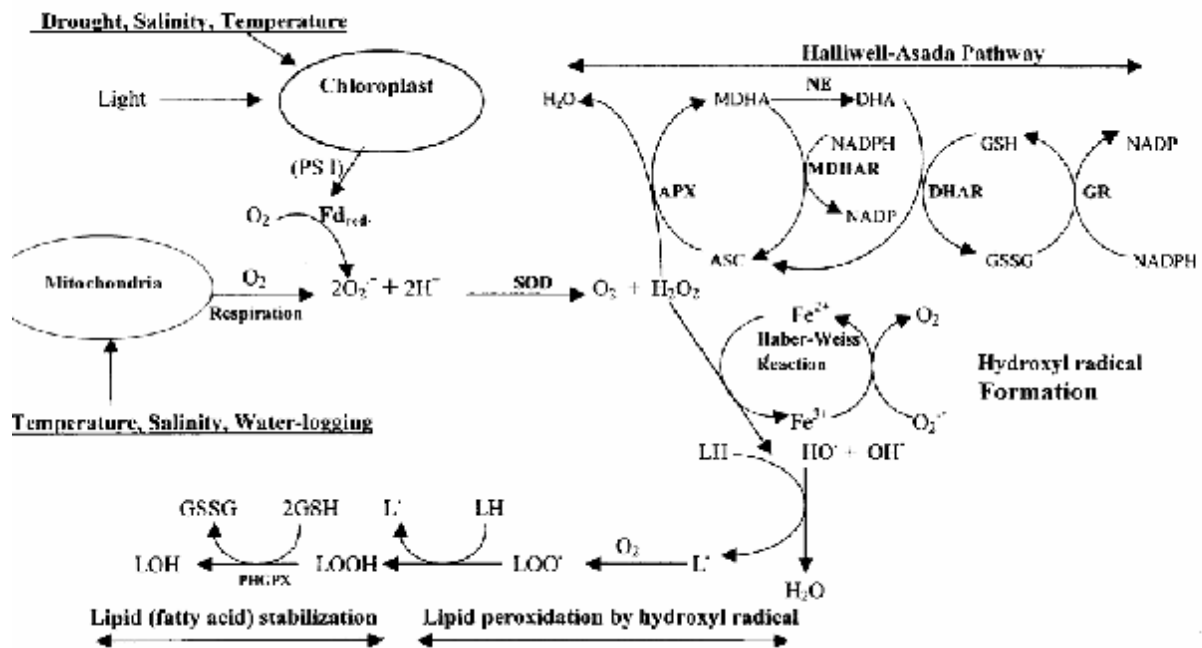 Drought, Salinity, Temperature
Halliwell-Asada Pathway
Light
Chloroplast
H₂O
MDHA
NE
DHA
NADPH
GSH
NADP
(PS I)
MDHAR
APX
DHAR
GR
O₂
Fd_red.
NADP
ASC
GSSG
NADPH
Mitochondria
O₂
Respiration
2O₂·⁻ + 2H⁺
SOD
O₂ + H₂O₂
Fe²⁺
O₂
Haber-Weiss
Reaction
Hydroxyl radical
Formation
Temperature, Salinity, Water-logging
Fe³⁺
O₂·⁻
LH
HO· + OH⁻
GSSG
2GSH
L·
LH
LOH
PHGPX
LOOH
LOO·
O₂
L·
H₂O
Lipid (fatty acid) stabilization
Lipid peroxidation by hydroxyl radical